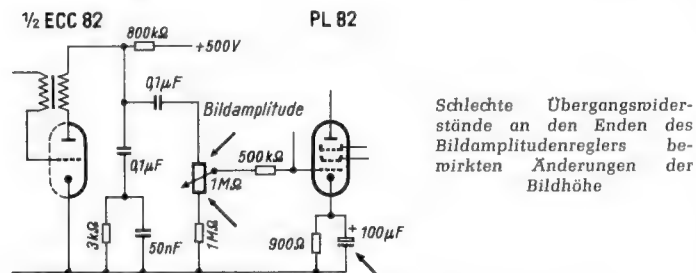 ½ ECC 82
PL 82
800kΩ
+500V
0,1μF
Bildamplitude
0,1μF
500kΩ
1MΩ
3kΩ
50nF
1MΩ
900Ω
+ 100μF
Schlechte Übergangswider-
stände an den Enden des
Bildamplitudenreglers be-
wirkten Änderungen der
Bildhöhe